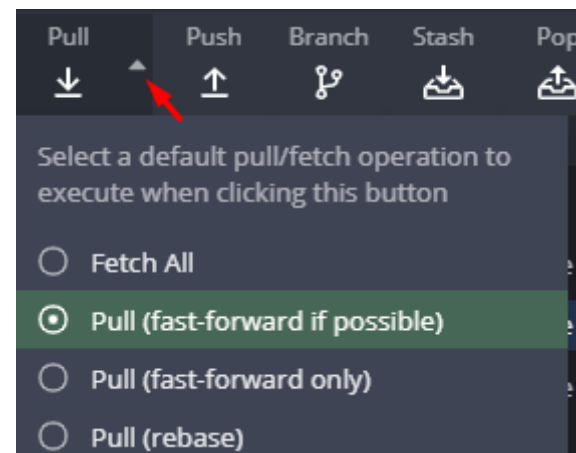 Pull Push Branch Stash Pop
Select a default pull/fetch operation to
execute when clicking this button
Fetch All
Pull (fast-forward if possible)
Pull (fast-forward only)
Pull (rebase)